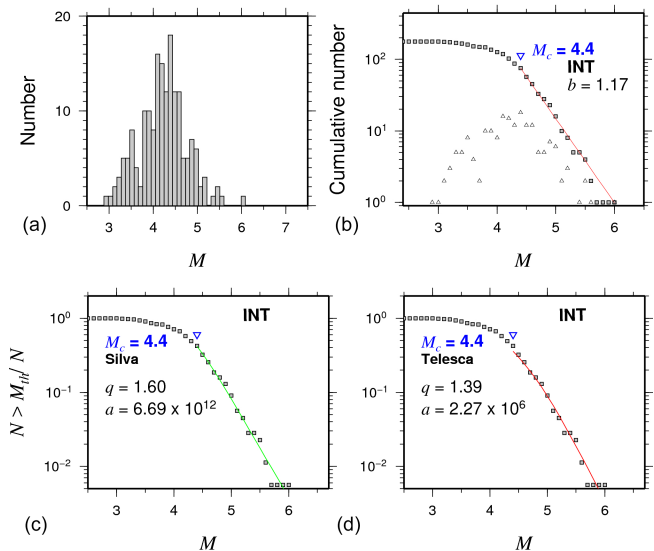 20
10
0
Number
3 4 5 6 7
M
(a)
10²
10¹
10⁰
Cumulative number
M_c = 4.4
INT
b = 1.17
3 4 5 6
M
(b)
10⁰
10⁻¹
10⁻²
N > M_th / N
INT
M_c = 4.4
Silva
q = 1.60
a = 6.69 x 10¹²
3 4 5 6
M
(c)
10⁰
10⁻¹
10⁻²
INT
M_c = 4.4
Telesca
q = 1.39
a = 2.27 x 10⁶
3 4 5 6
M
(d)